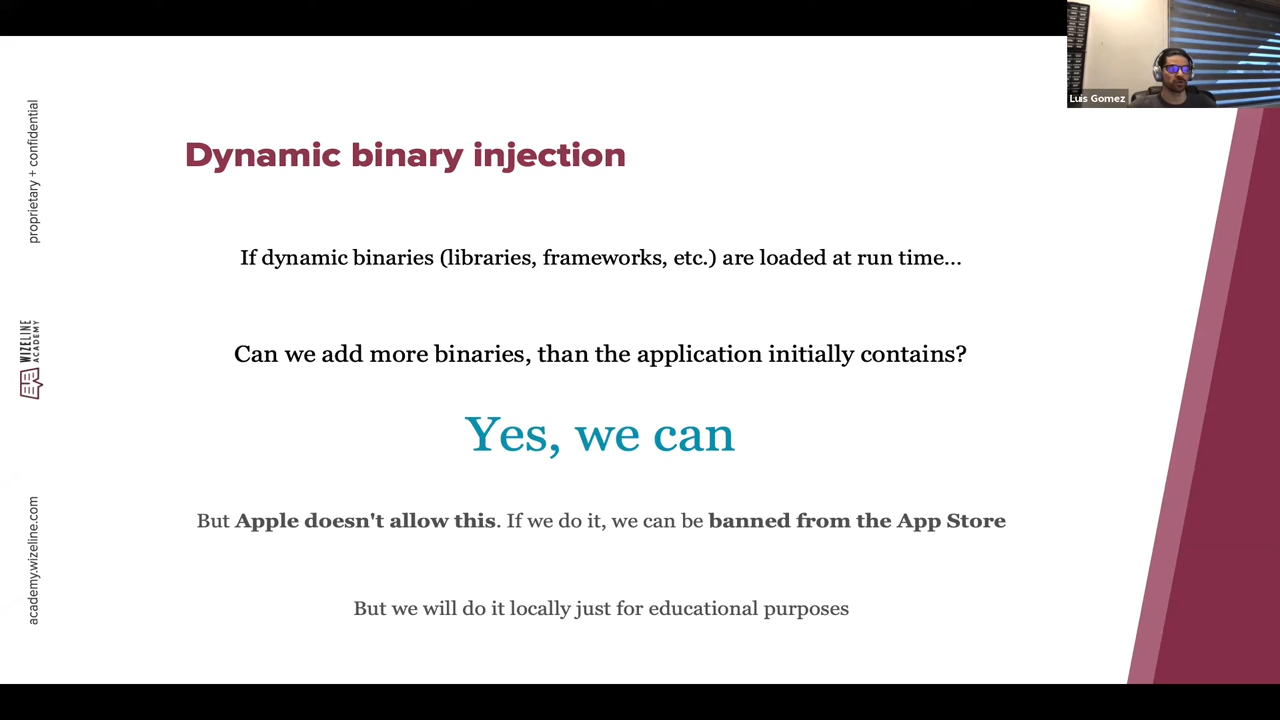 Luis Gomez
proprietary + confidential
Dynamic binary injection
If dynamic binaries (libraries, frameworks, etc.) are loaded at run time...
Can we add more binaries, than the application initially contains?
WIZELINE
ACADEMY
Yes, we can
But Apple doesn't allow this. If we do it, we can be banned from the App Store
academy.wizeline.com
But we will do it locally just for educational purposes